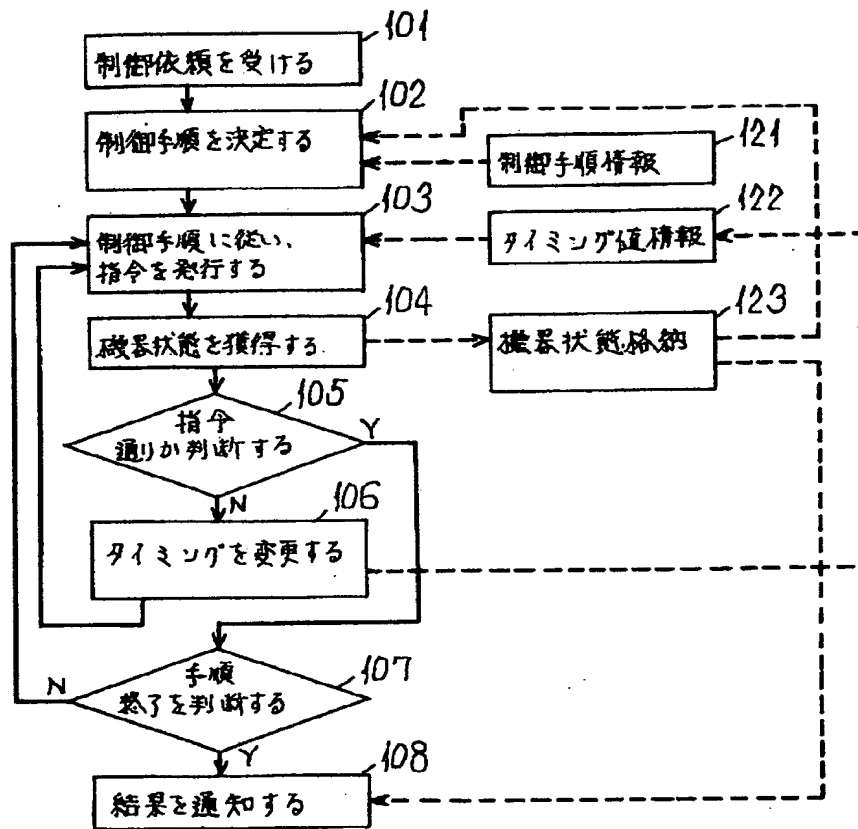 101
制御依頼を受ける
102
制御手順を決定する
121
制御手順情報
103
制御手順に従い、
指令を発行する
122
タイミング値情報
104
機器状態を獲得する
123
機器状態格納
105
指令
通りか判断する
Y
N
106
タイミングを変更する
107
手順
終了を判断する
N
Y
108
結果を通知する